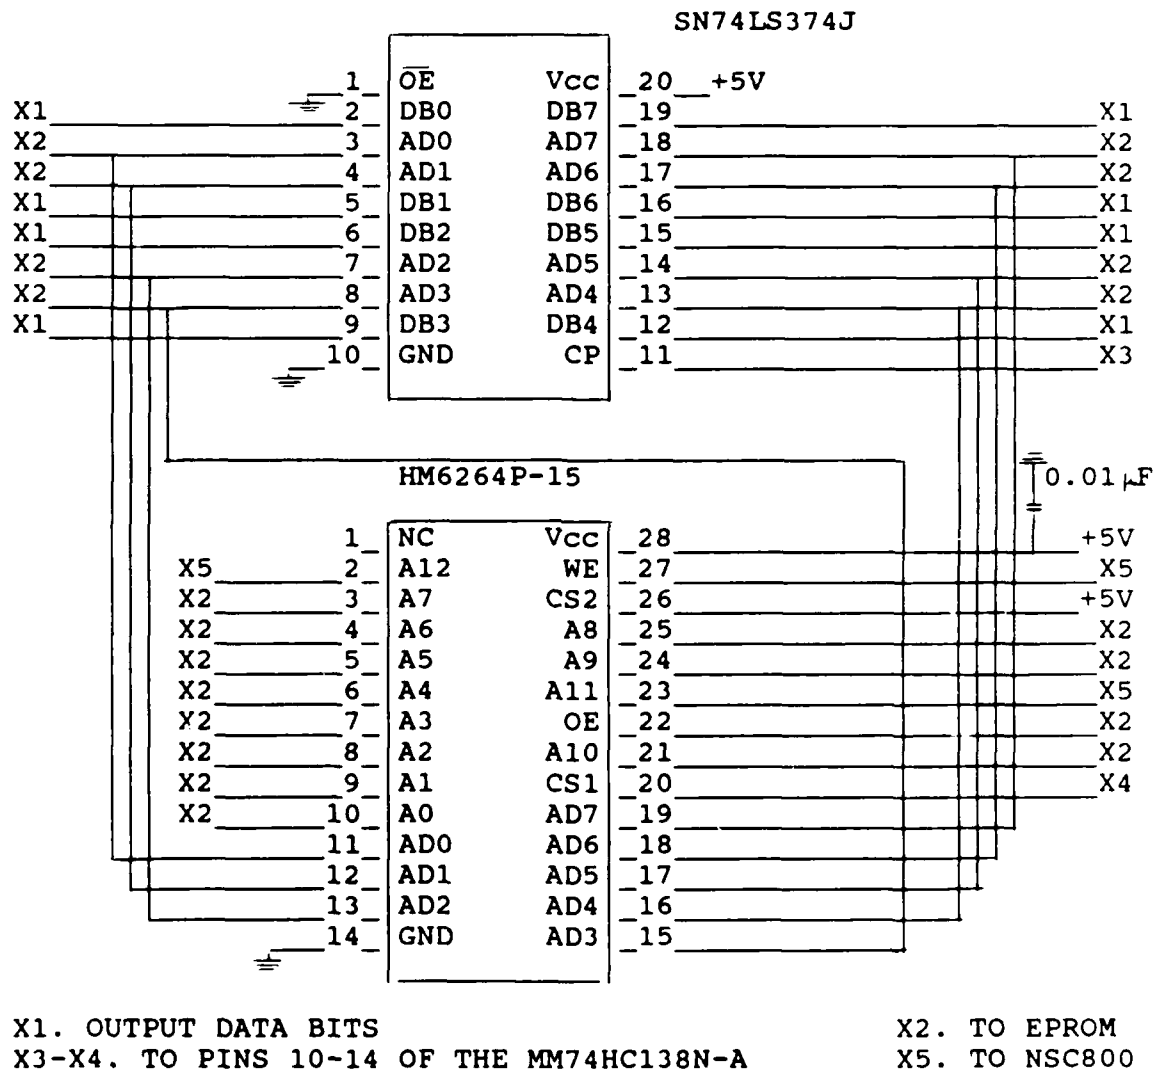 SN74LS374J
1 OE Vcc 20 +5V
X1 2 DB0 DB7 19 X1
X2 3 AD0 AD7 18 X2
X2 4 AD1 AD6 17 X2
X1 5 DB1 DB6 16 X1
X1 6 DB2 DB5 15 X1
X2 7 AD2 AD5 14 X2
X2 8 AD3 AD4 13 X2
X1 9 DB3 DB4 12 X1
10 GND CP 11 X3
HM6264P-15 0.01µF
1 NC Vcc 28 +5V
X5 2 A12 WE 27 X5
X2 3 A7 CS2 26 +5V
X2 4 A6 A8 25 X2
X2 5 A5 A9 24 X2
X2 6 A4 A11 23 X5
X2 7 A3 OE 22 X2
X2 8 A2 A10 21 X2
X2 9 A1 CS1 20 X4
X2 10 A0 AD7 19
11 AD0 AD6 18
12 AD1 AD5 17
13 AD2 AD4 16
14 GND AD3 15
X1. OUTPUT DATA BITS X2. TO EPROM
X3-X4. TO PINS 10-14 OF THE MM74HC138N-A X5. TO NSC800